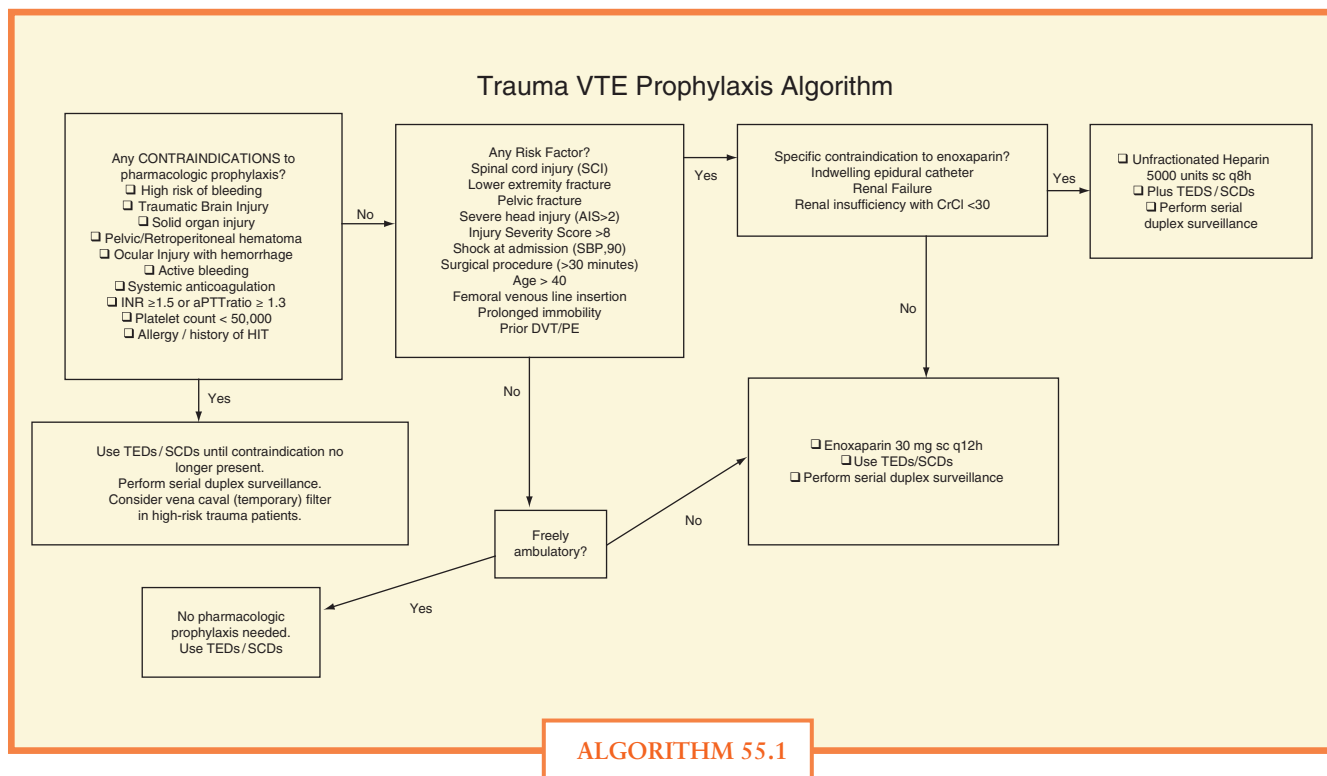 Trauma VTE Prophylaxis Algorithm
Any CONTRAINDICATIONS to
pharmacologic prophylaxis?
❑ High risk of bleeding
❑ Traumatic Brain Injury
❑ Solid organ injury
❑ Pelvic/Retroperitoneal hematoma
❑ Ocular Injury with hemorrhage
❑ Active bleeding
❑ Systemic anticoagulation
❑ INR ≥1.5 or aPTTratio ≥ 1.3
❑ Platelet count < 50,000
❑ Allergy / history of HIT
No
Any Risk Factor?
Spinal cord injury (SCI)
Lower extremity fracture
Pelvic fracture
Severe head injury (AIS>2)
Injury Severity Score >8
Shock at admission (SBP,90)
Surgical procedure (>30 minutes)
Age > 40
Femoral venous line insertion
Prolonged immobility
Prior DVT/PE
Yes
Specific contraindication to enoxaparin?
Indwelling epidural catheter
Renal Failure
Renal insufficiency with CrCl <30
Yes
❑ Unfractionated Heparin
5000 units sc q8h
❑ Plus TEDS/SCDs
❑ Perform serial
duplex surveillance
Yes
No
No
Use TEDs/SCDs until contraindication no
longer present.
Perform serial duplex surveillance.
Consider vena caval (temporary) filter
in high-risk trauma patients.
❑ Enoxaparin 30 mg sc q12h
❑ Use TEDs/SCDs
❑ Perform serial duplex surveillance
Freely
ambulatory?
No
Yes
No pharmacologic
prophylaxis needed.
Use TEDs/SCDs
ALGORITHM 55.1